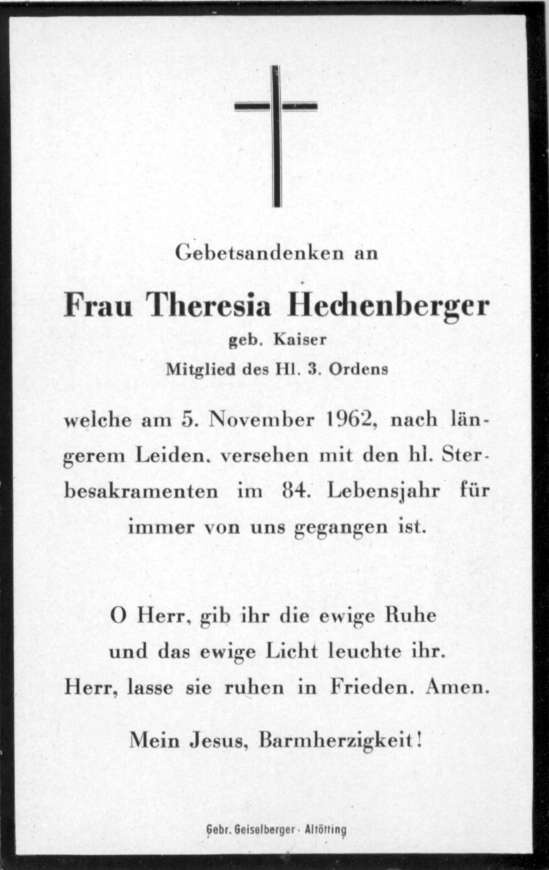 Gebetsandenken an
Frau Theresia Hechenberger
geb. Kaiser
Mitglied des Hl. 3. Ordens
welche am 5. November 1962, nach län-
gerem Leiden, versehen mit den hl. Ster-
besakramenten im 84. Lebensjahr für
immer von uns gegangen ist.
O Herr, gib ihr die ewige Ruhe
und das ewige Licht leuchte ihr.
Herr, lasse sie ruhen in Frieden. Amen.
Mein Jesus, Barmherzigkeit!
Gebr. Geiselberger - Altötting